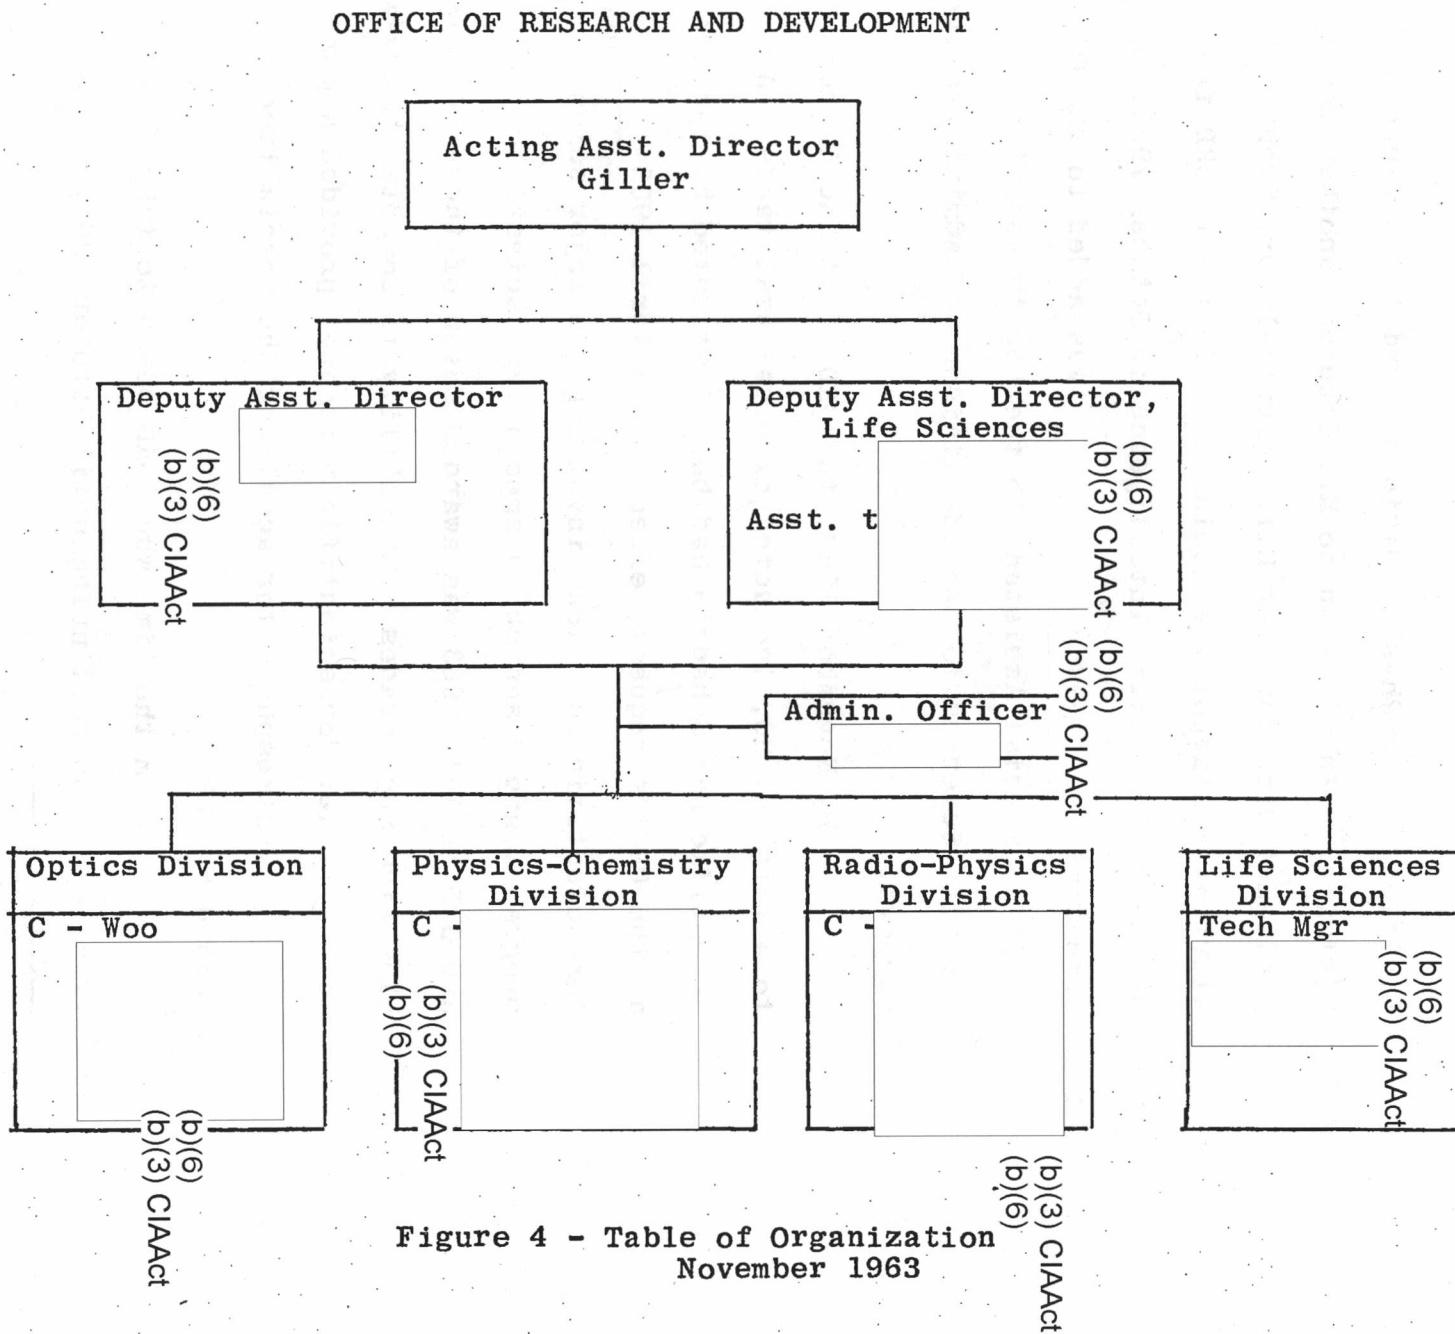 OFFICE OF RESEARCH AND DEVELOPMENT
Acting Asst. Director
Giller
Deputy Asst. Director
(b)(6)
(b)(3) CIAAct
Deputy Asst. Director,
Life Sciences
Asst. t
(b)(6)
(b)(3) CIAAct
Admin. Officer
(b)(6)
(b)(3) CIAAct
Optics Division
C - Woo
(b)(6)
(b)(3) CIAAct
Physics-Chemistry
Division
C -
(b)(3) CIAAct
(b)(6)
Radio-Physics
Division
C -
(b)(3) CIAAct
(b)(6)
Life Sciences
Division
Tech Mgr
(b)(6)
(b)(3) CIAAct
Figure 4 - Table of Organization
November 1963